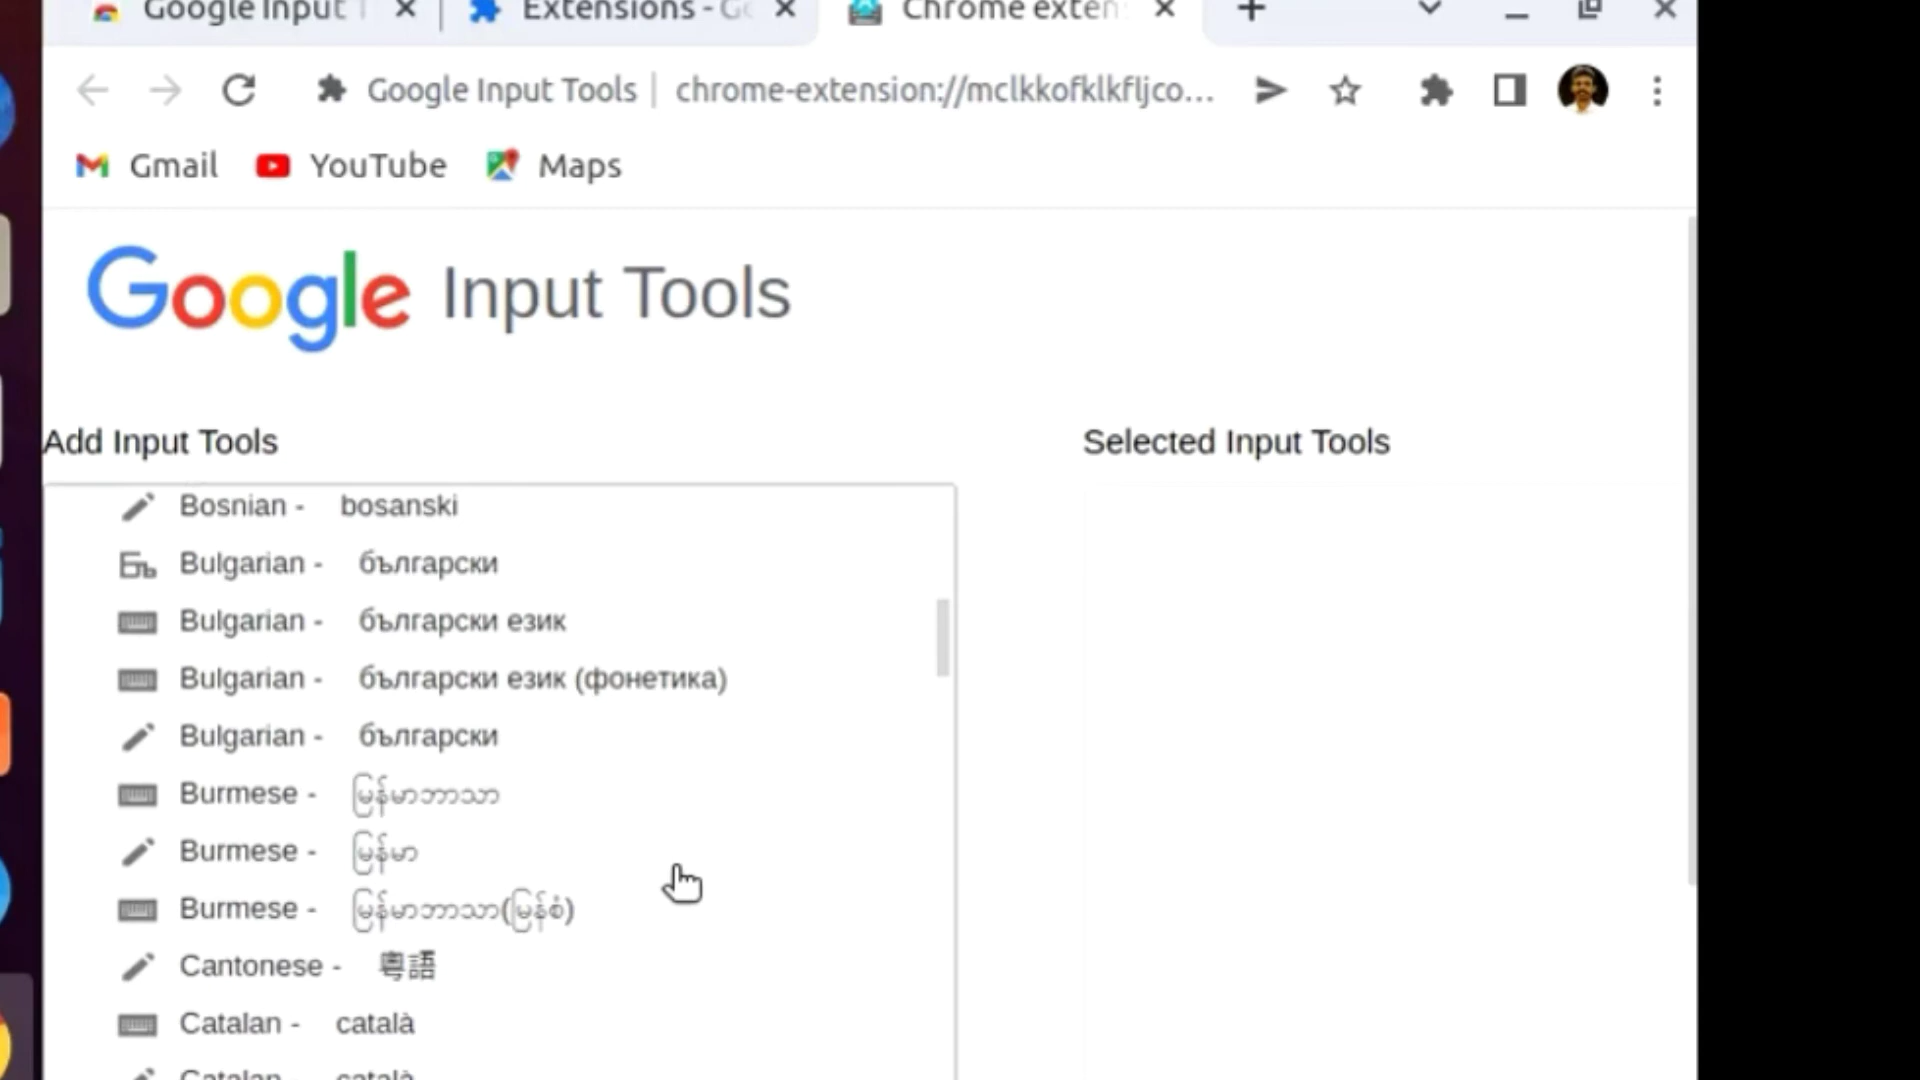 Google Input
Extensions - Go
Chrome exten
Google Input Tools | chrome-extension://mclkkofklkfljco...
Gmail YouTube Maps
Google Input Tools
Add Input Tools
Selected Input Tools
Bosnian - bosanski
Bulgarian - български
Bulgarian - български език
Bulgarian - български език (фонетика)
Bulgarian - български
Burmese - မြန်မာဘာသာ
Burmese - မြန်မာ
Burmese - မြန်မာဘာသာ(မြန်စံ)
Cantonese - 粵語
Catalan - català
Catalan - català